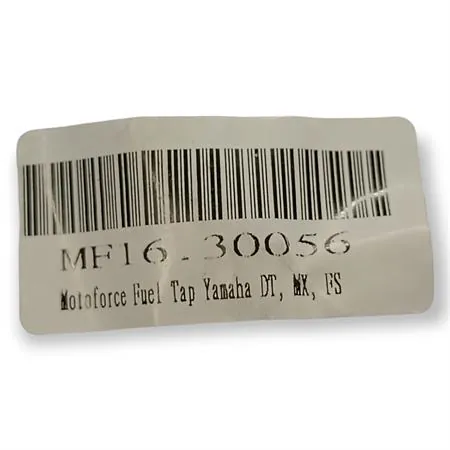 MF16.30056
Motoforce Fuel Tap Yamaha DT, MX, FS